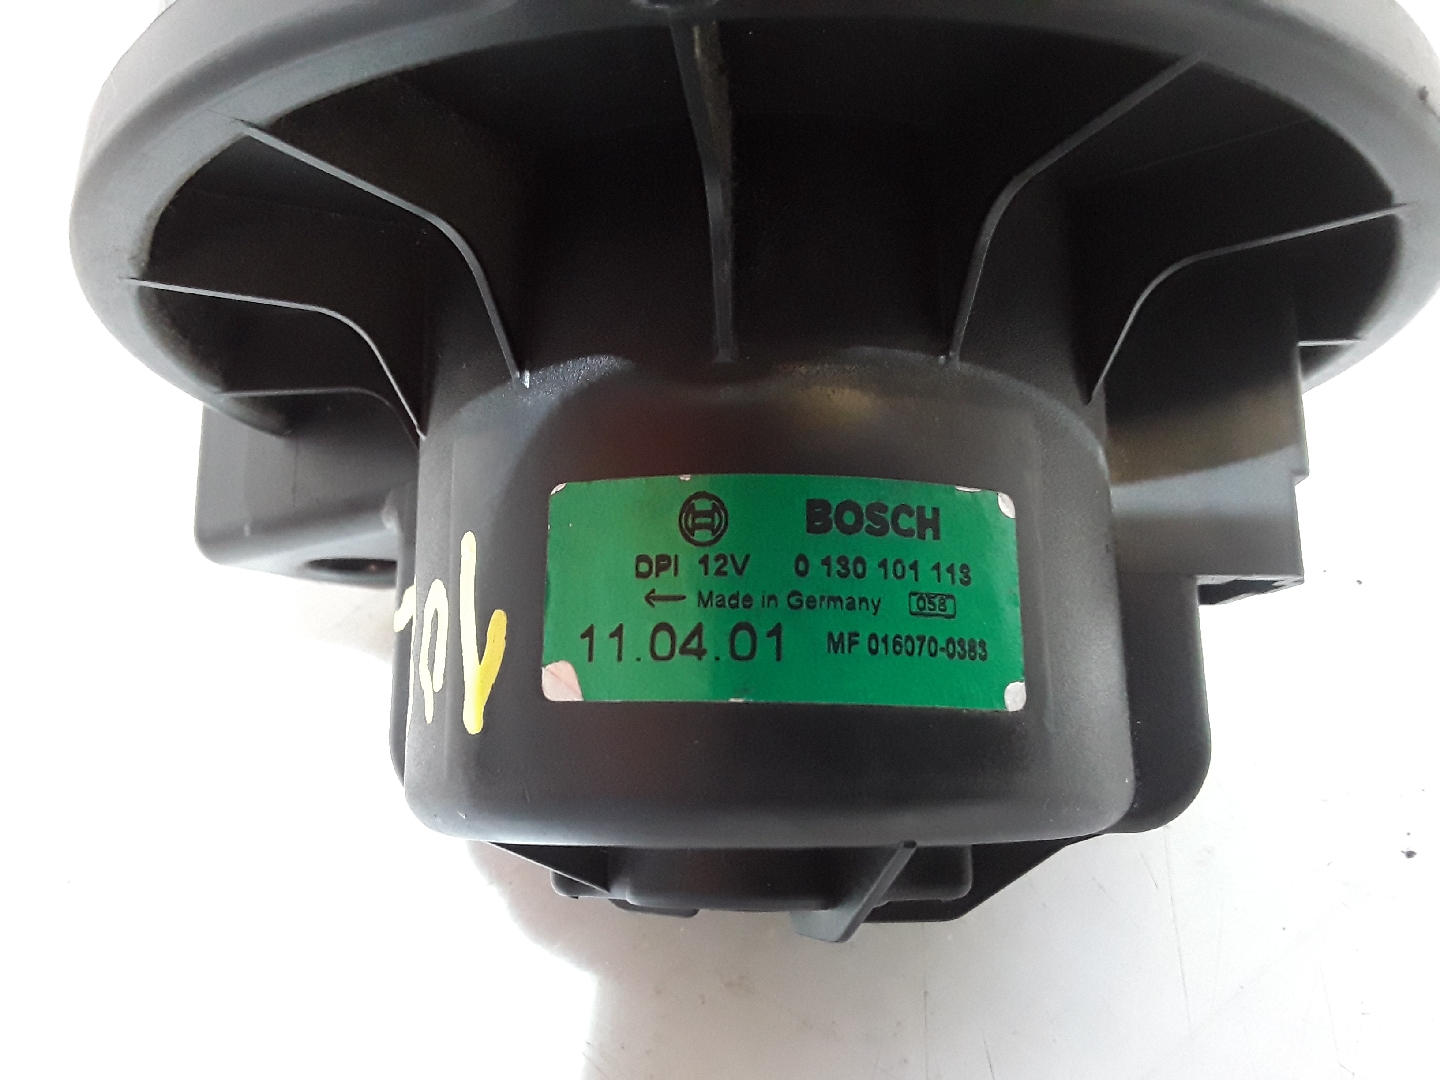 BOSCH
DPI 12V 0 130 101 113
← Made in Germany 058
11.04.01 MF 016070-0383